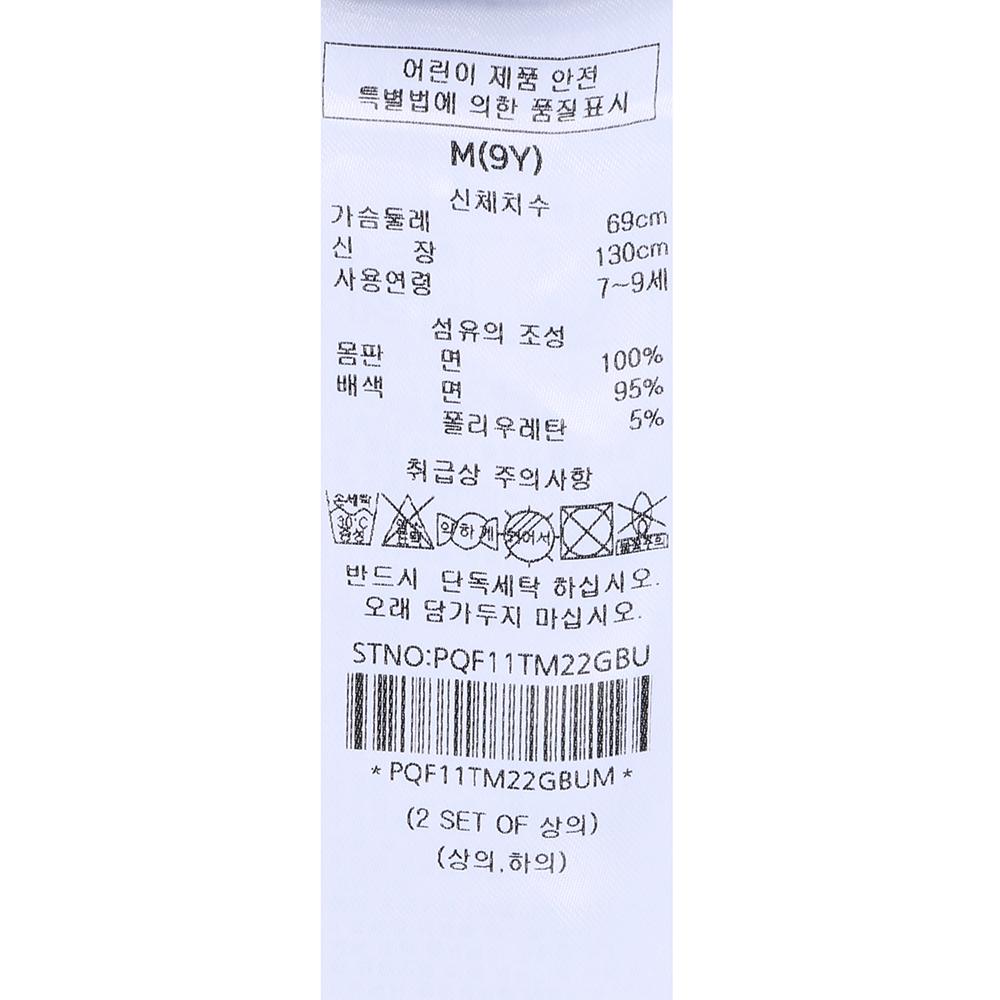 어린이 제품 안전
특별법에 의한 품질표시
M(9Y)
신체치수
가슴둘레 69cm
신 장 130cm
사용연령 7~9세
섬유의 조성
몸판 면 100%
배색 면 95%
폴리우레탄 5%
취급상 주의사항
손세탁 약하게
30°C
중성
반드시 단독세탁 하십시오.
오래 담가두지 마십시오.
STNO:PQF11TM22GBU
*PQF11TM22GBUM*
(2 SET OF 상의)
(상의,하의)